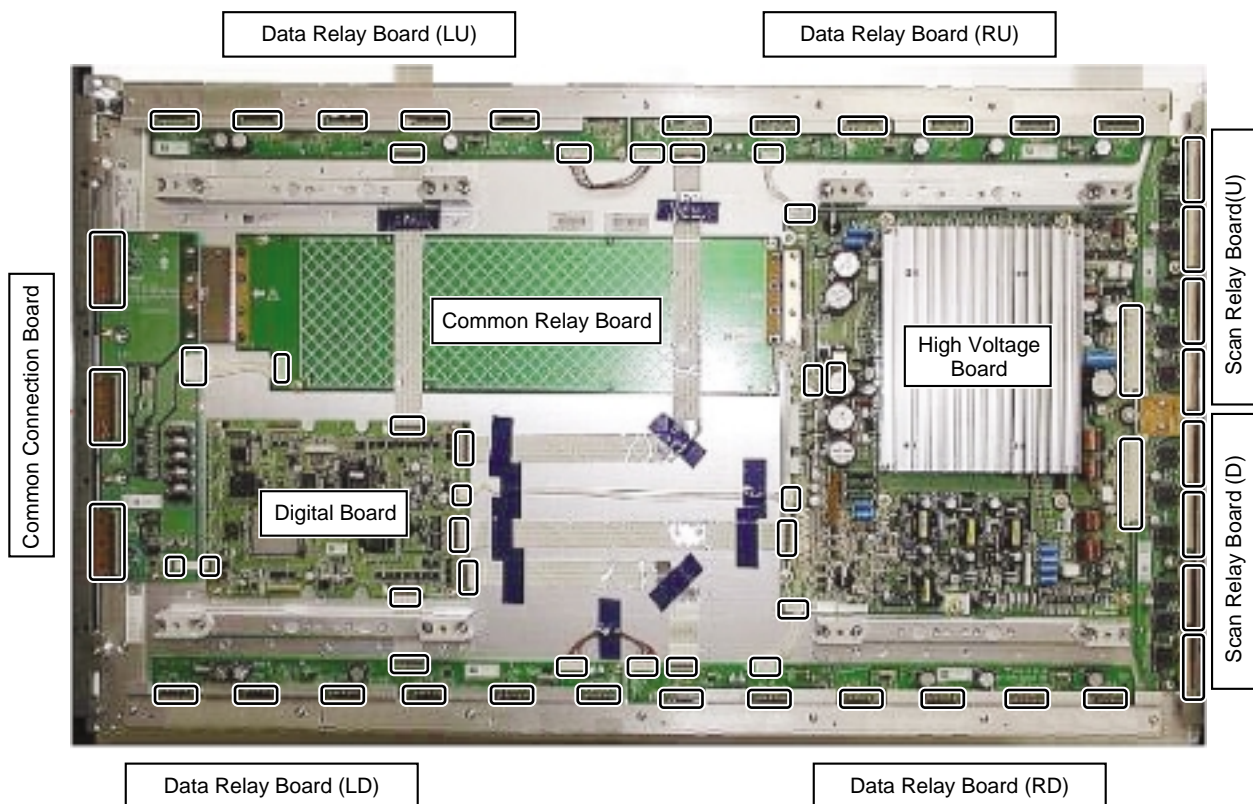 Data Relay Board (LU)
Data Relay Board (RU)
Common Connection Board
Common Relay Board
High Voltage
Board
Digital Board
Scan Relay Board(U)
Scan Relay Board (D)
Data Relay Board (LD)
Data Relay Board (RD)